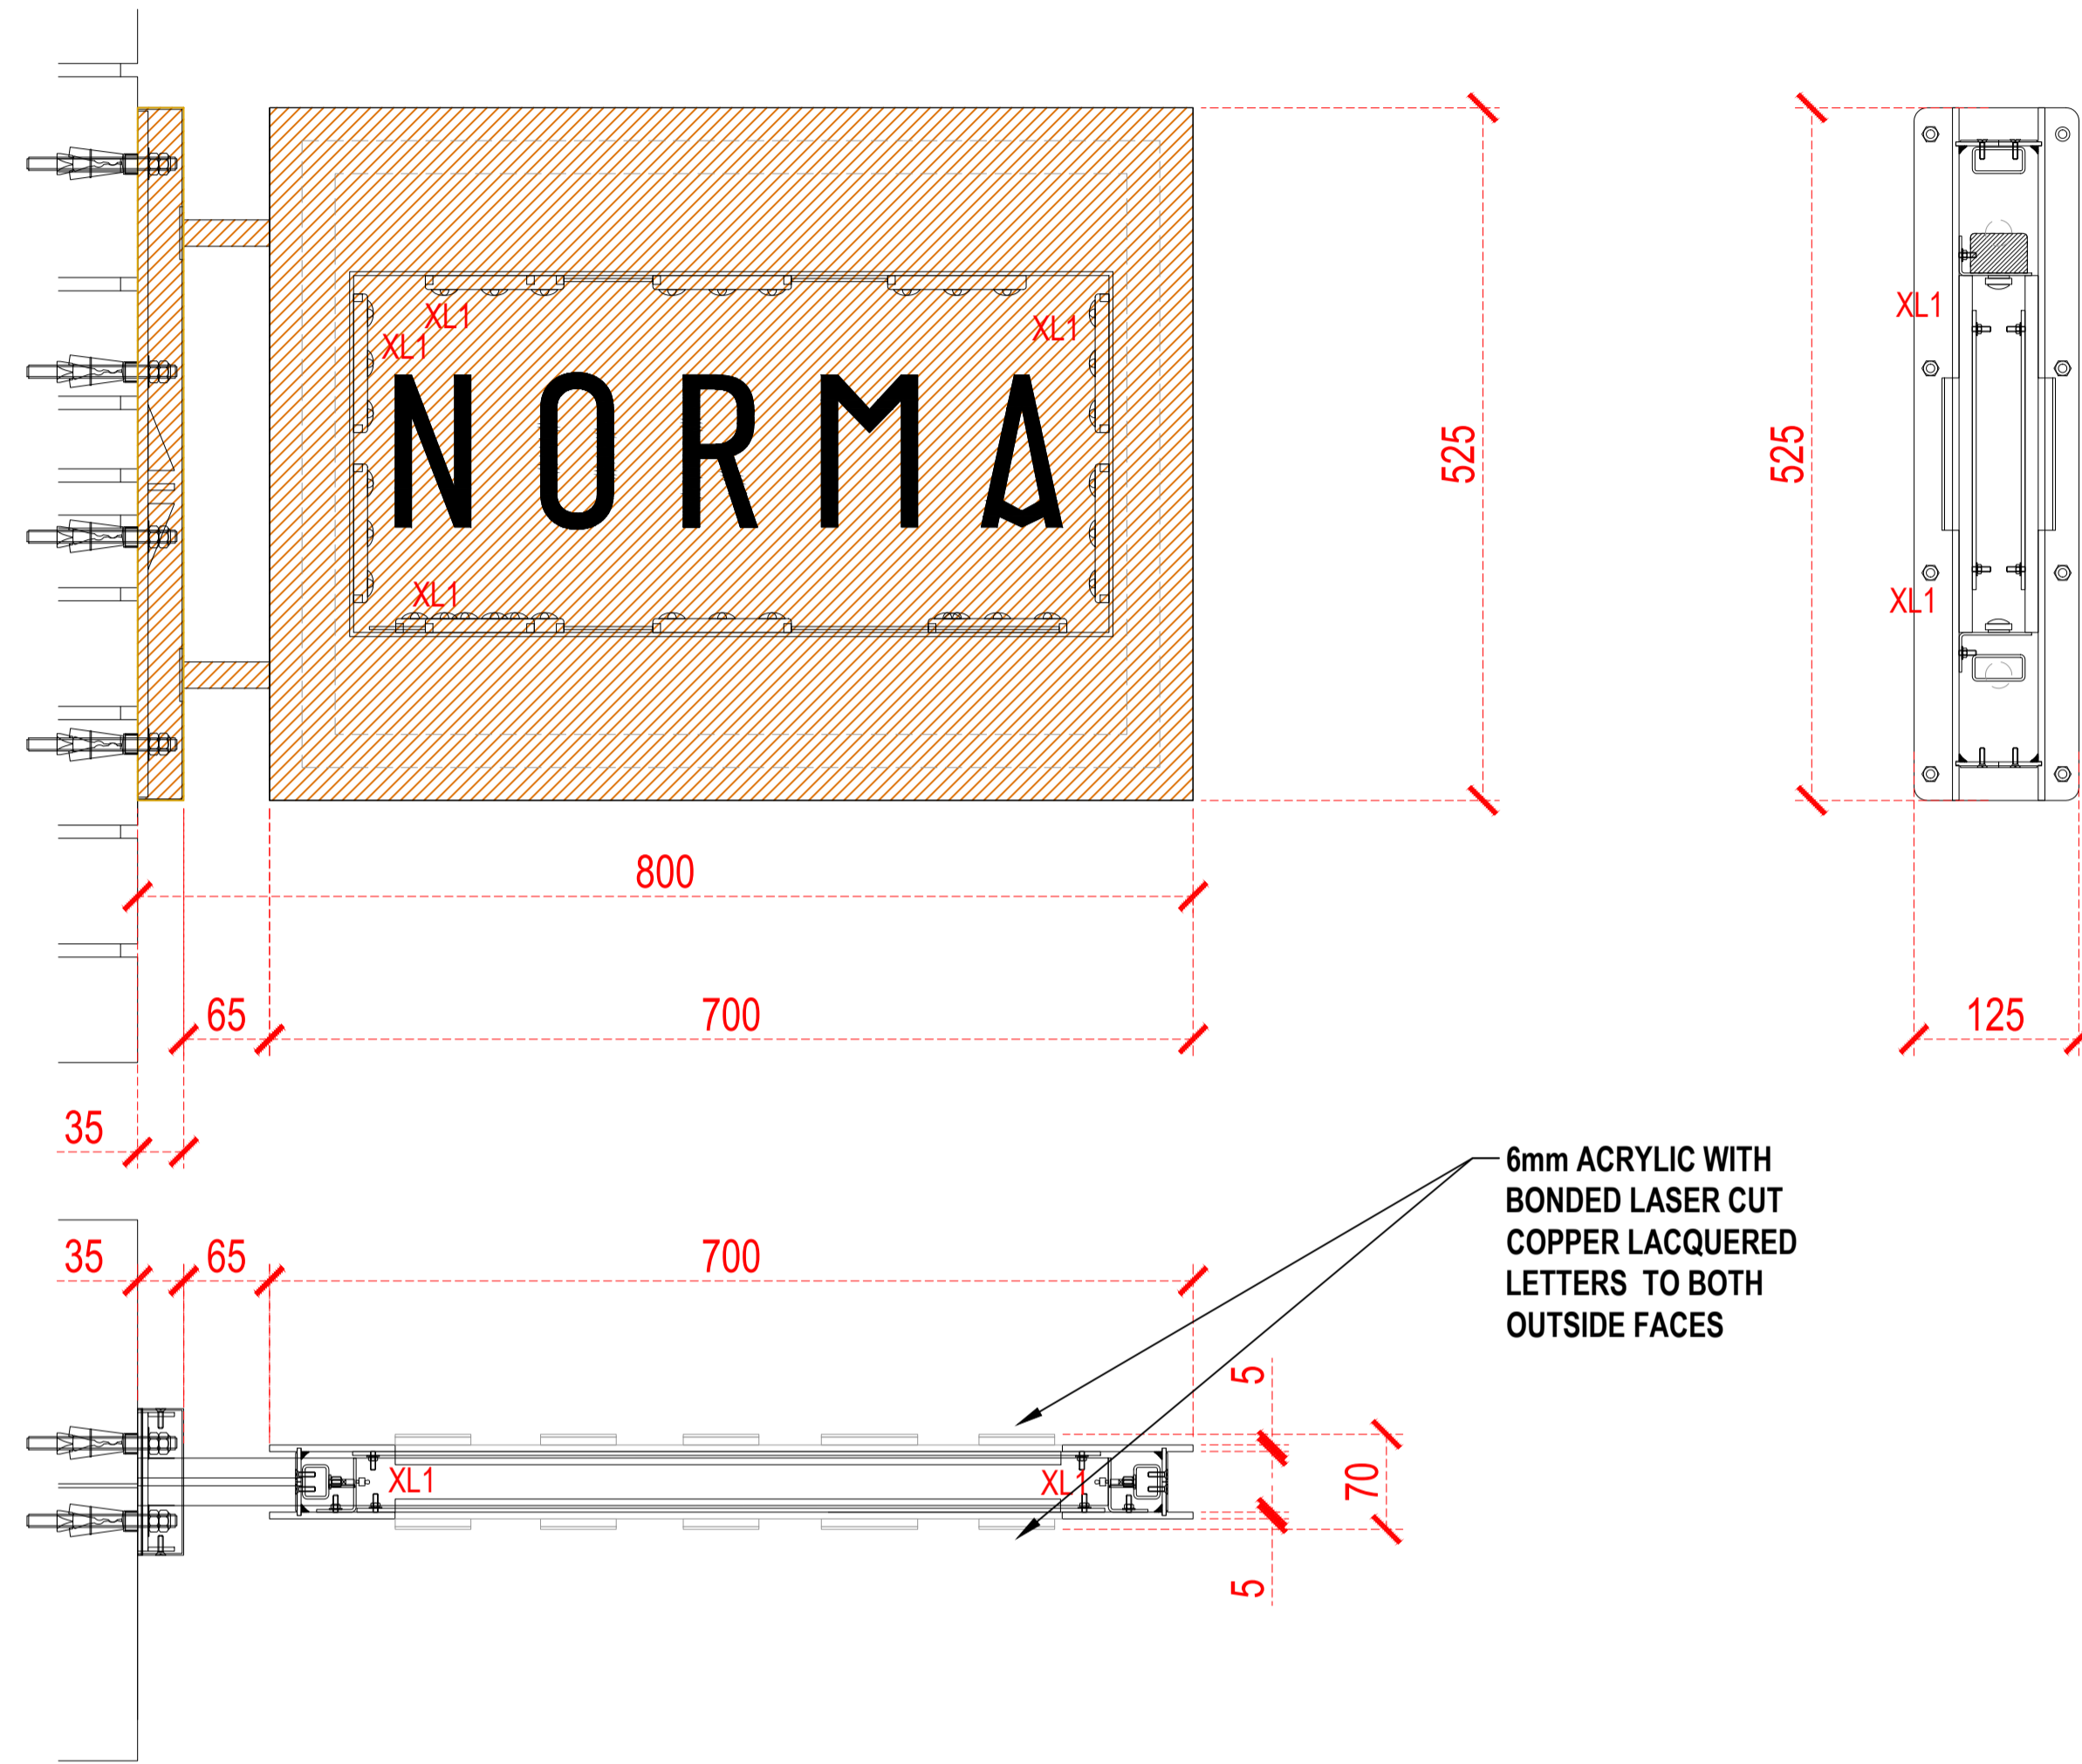 XL1
XL1
XL1
NORMA
XL1
525
525
XL1
XL1
800
65
700
125
35
6mm ACRYLIC WITH
BONDED LASER CUT
COPPER LACQUERED
LETTERS TO BOTH
OUTSIDE FACES
35
65
700
5
XL1
XL1
70
5